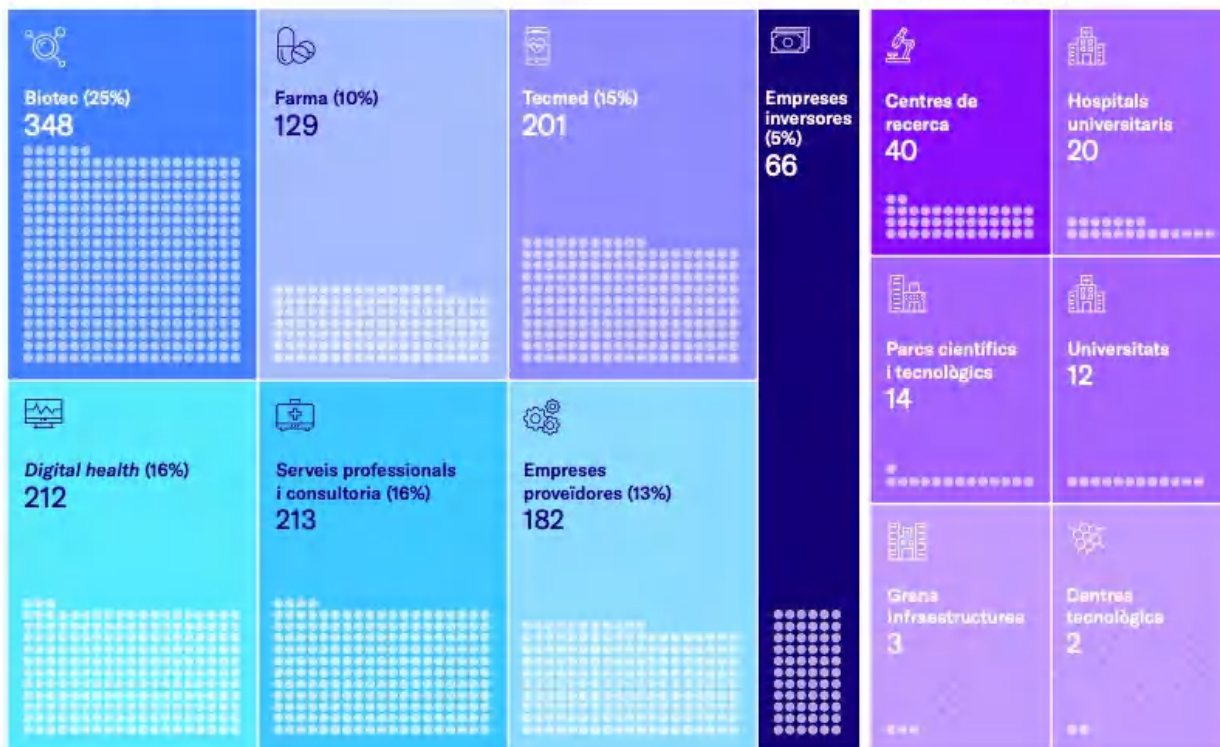 Biotec (25%)
348
Farma (10%)
129
Tecmed (15%)
201
Empreses
inversores
(5%)
66
Centres de
recerca
40
Hospitals
universitaris
20
Parcs científics
i tecnològics
14
Universitats
12
Digital health (16%)
212
Serveis professionals
i consultoria (16%)
213
Empreses
proveïdores (13%)
182
Grans
infraestructures
3
Centres
tecnològics
2